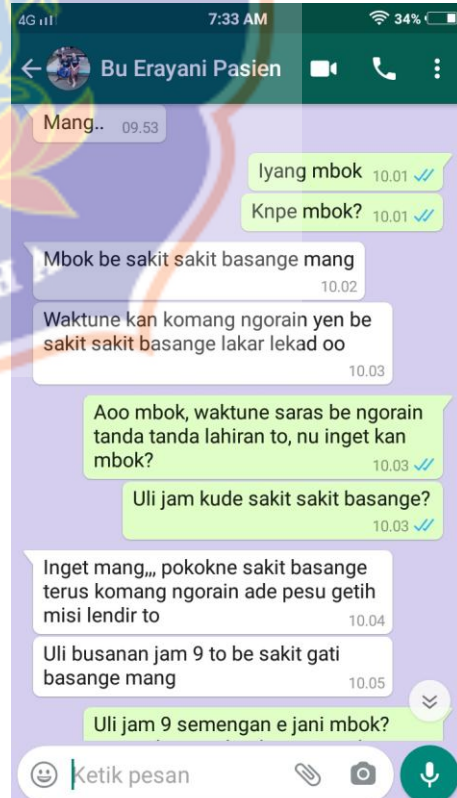 4G 7:33 AM 34%
Bu Erayani Pasien
Mang.. 09.53
Iyang mbok 10.01
Knpe mbok? 10.01
Mbok be sakit sakit basange mang
10.02
Waktune kan komang ngorain yen be
sakit sakit basange lakar lekad oo
10.03
Aoo mbok, waktune saras be ngorain
tanda tanda lahiran to, nu inget kan
mbok? 10.03
Uli jam kude sakit sakit basange?
10.03
Inget mang,,, pokokne sakit basange
terus komang ngorain ade pesu getih
misi lendir to 10.04
Uli busanan jam 9 to be sakit gati
basange mang 10.05
Uli jam 9 semengan e jani mbok?
Ketik pesan